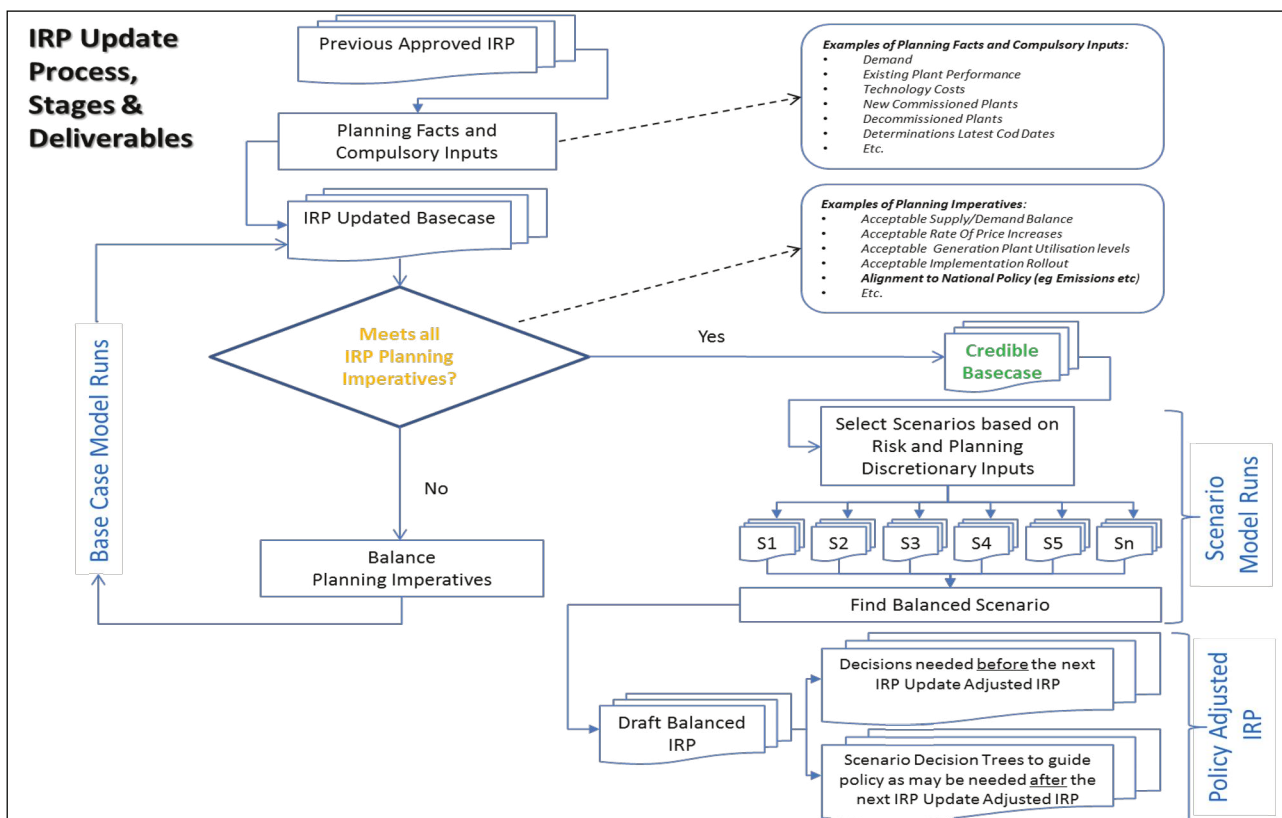 IRP Update
Process,
Stages &
Deliverables
Previous Approved IRP
Planning Facts and
Compulsory Inputs
Examples of Planning Facts and Compulsory Inputs:
• Demand
• Existing Plant Performance
• Technology Costs
• New Commissioned Plants
• Decommissioned Plants
• Determinations Latest Cod Dates
• Etc.
IRP Updated Basecase
Examples of Planning Imperatives:
• Acceptable Supply/Demand Balance
• Acceptable Rate Of Price Increases
• Acceptable Generation Plant Utilisation levels
• Acceptable Implementation Rollout
• Alignment to National Policy (eg Emissions etc)
• Etc.
Meets all
IRP Planning
Imperatives?
Yes
Credible
Basecase
No
Balance
Planning Imperatives
Base Case Model Runs
Select Scenarios based on
Risk and Planning
Discretionary Inputs
S1 S2 S3 S4 S5 Sn
Find Balanced Scenario
Scenario
Model Runs
Draft Balanced
IRP
Decisions needed before the next
IRP Update Adjusted IRP
Scenario Decision Trees to guide
policy as may be needed after the
next IRP Update Adjusted IRP
Policy Adjusted
IRP